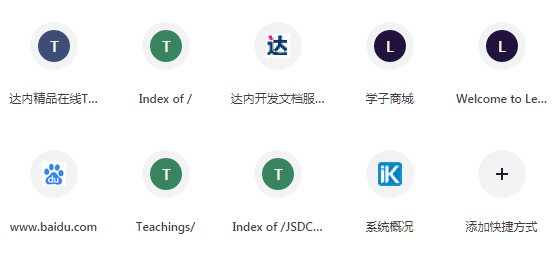 T
T
达
L
L
达内精品在线T...
Index of /
达内开发文档服...
学子商城
Welcome to Le...
du
T
T
iK
www.baidu.com
Teachings/
Index of /JSDC...
系统概况
添加快捷方式